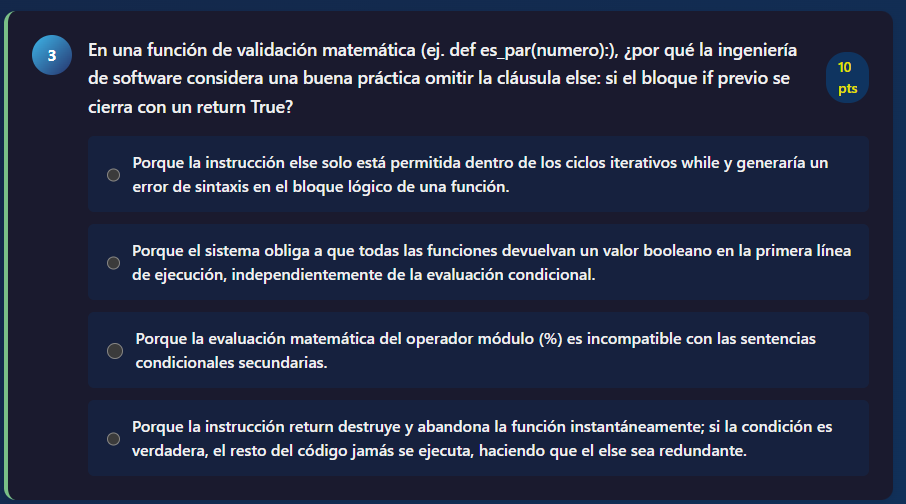 3
En una función de validación matemática (ej. def es_par(numero):), ¿por qué la ingeniería
de software considera una buena práctica omitir la cláusula else: si el bloque if previo se
cierra con un return True?
10
pts
Porque la instrucción else solo está permitida dentro de los ciclos iterativos while y generaría un
error de sintaxis en el bloque lógico de una función.
Porque el sistema obliga a que todas las funciones devuelvan un valor booleano en la primera línea
de ejecución, independientemente de la evaluación condicional.
Porque la evaluación matemática del operador módulo (%) es incompatible con las sentencias
condicionales secundarias.
Porque la instrucción return destruye y abandona la función instantáneamente; si la condición es
verdadera, el resto del código jamás se ejecuta, haciendo que el else sea redundante.